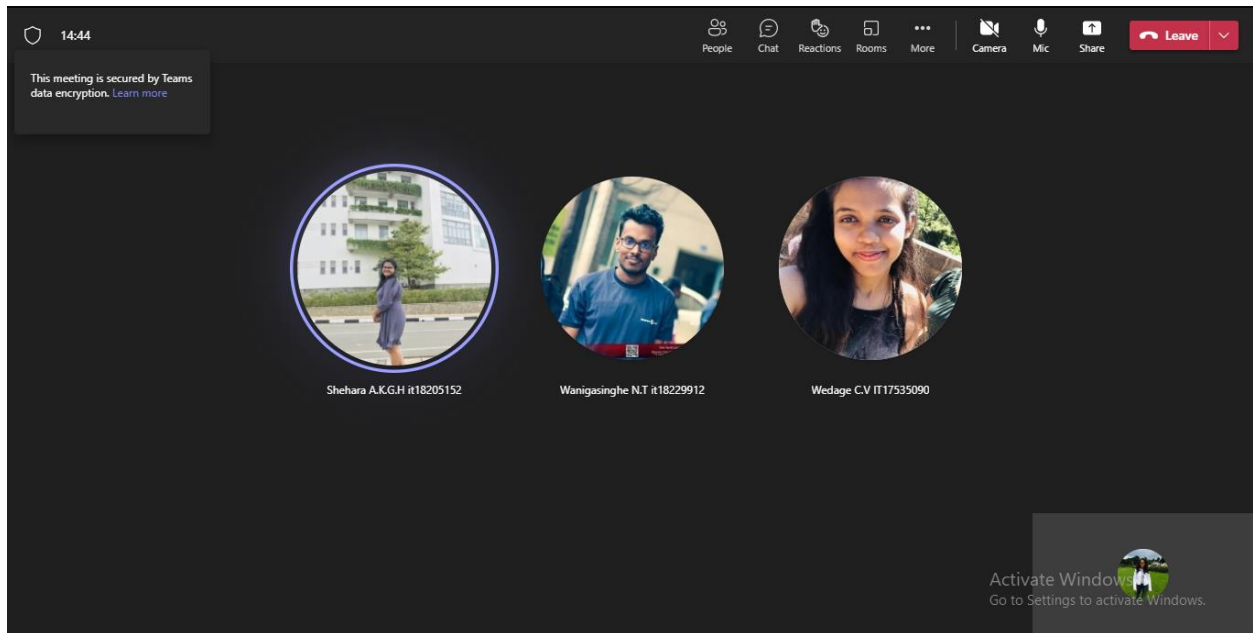 14:44
People
Chat
Reactions
Rooms
More
Camera
Mic
Share
Leave
This meeting is secured by Teams
data encryption. Learn more
Shehara A.K.G.H it18205152
Wanigasinghe N.T it18229912
Wedage C.V IT17535090
Activate Windows
Go to Settings to activate Windows.